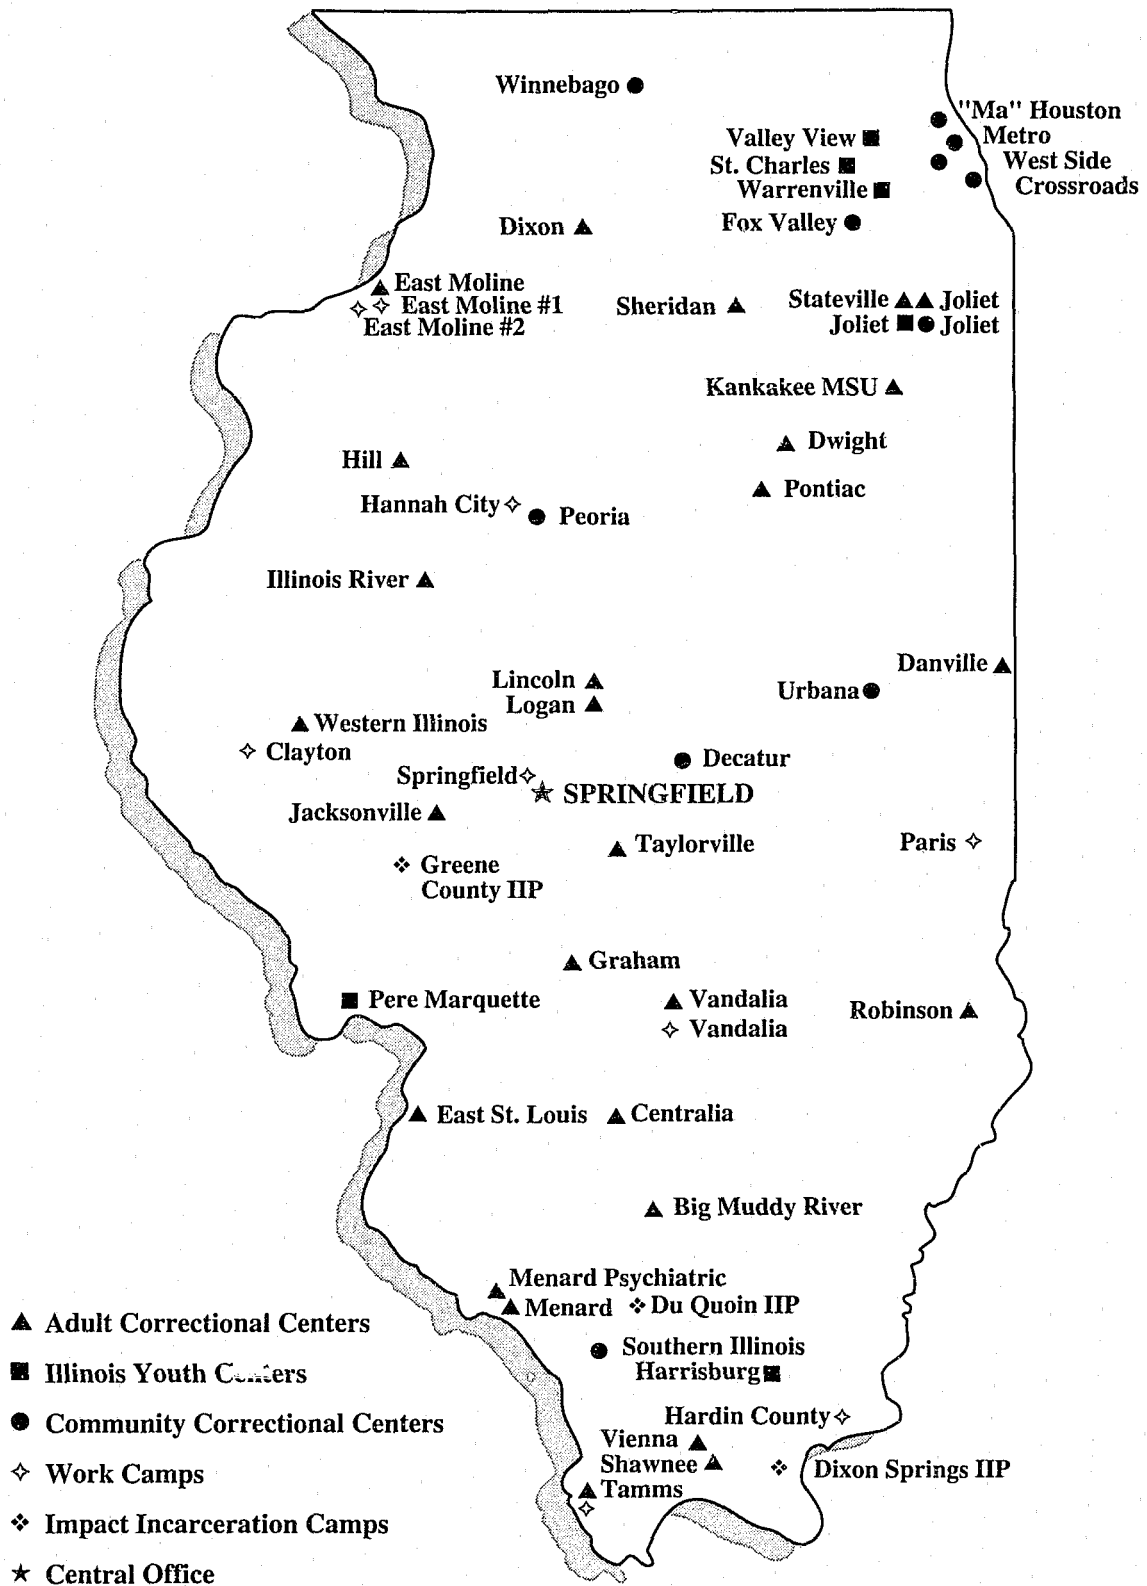 Winnebago
"Ma" Houston
Metro
West Side
Crossroads
Valley View
St. Charles
Warrenville
Fox Valley
Dixon
East Moline
East Moline #1
East Moline #2
Sheridan
Stateville Joliet
Joliet Joliet
Kankakee MSU
Dwight
Hill
Pontiac
Hannah City
Peoria
Illinois River
Danville
Lincoln
Urbana
Logan
Western Illinois
Clayton
Decatur
Springfield
SPRINGFIELD
Jacksonville
Taylorville
Paris
Greene
County IIP
Graham
Pere Marquette
Vandalia
Robinson
Vandalia
East St. Louis
Centralia
Big Muddy River
Menard Psychiatric
Menard
Du Quoin IIP
Southern Illinois
Harrisburg
Hardin County
Vienna
Shawnee
Dixon Springs IIP
Tamms
Adult Correctional Centers
Illinois Youth Centers
Community Correctional Centers
Work Camps
Impact Incarceration Camps
Central Office